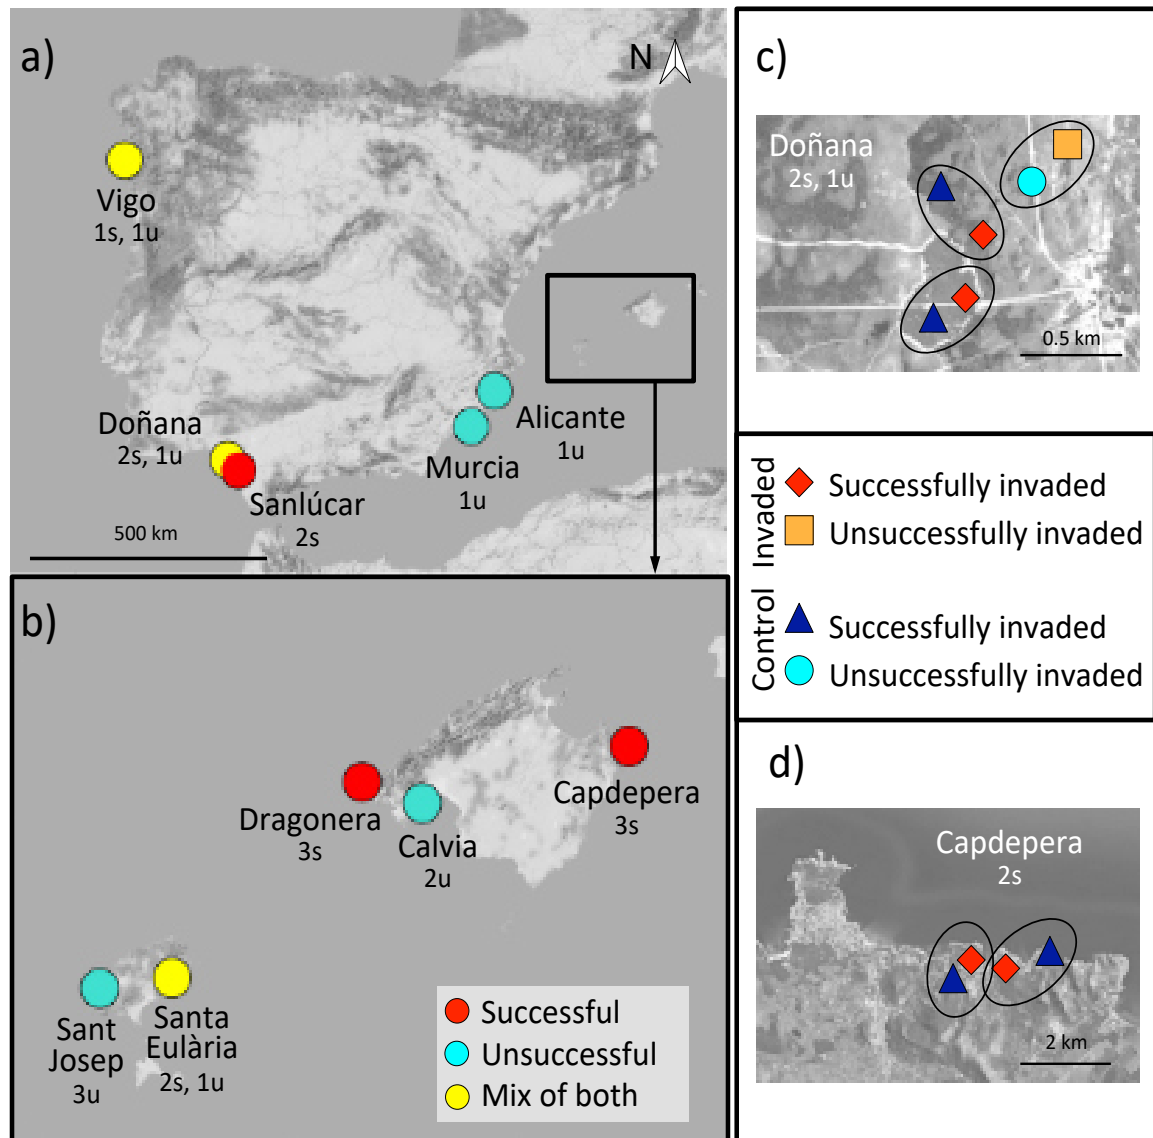 a)
N
Vigo
1s, 1u
Doñana
2s, 1u
Sanlúcar
2s
Alicante
1u
Murcia
1u
500 km
b)
Dragonera
3s
Calvia
2u
Capdepera
3s
Sant
Josep
3u
Santa
Eulària
2s, 1u
Successful
Unsuccessful
Mix of both
c)
Doñana
2s, 1u
0.5 km
Invaded
Successfully invaded
Unsuccessfully invaded
Control
Successfully invaded
Unsuccessfully invaded
d)
Capdepera
2s
2 km